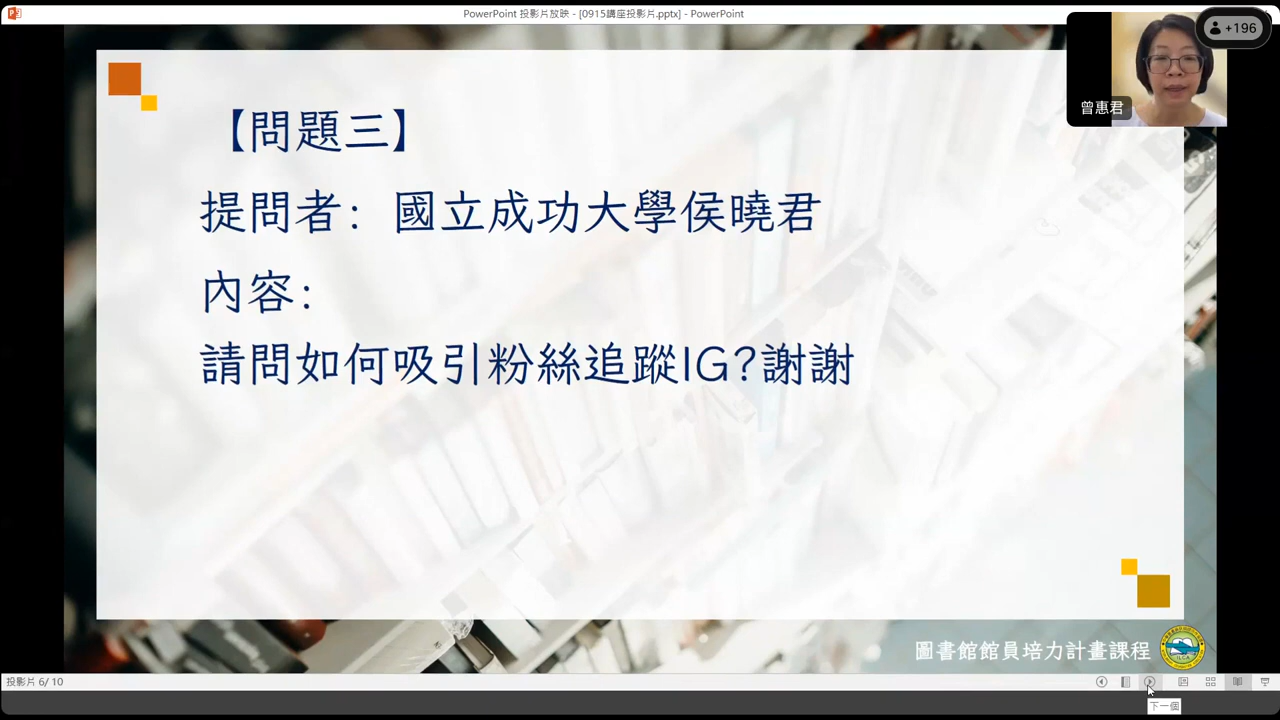 PowerPoint 投影片放映 - [0915講座投影片.pptx] - PowerPoint
+196
曾惠君
【問題三】
提問者：國立成功大學侯曉君
內容：
請問如何吸引粉絲追蹤IG?謝謝
圖書館館員培力計畫課程
投影片 6/ 10
下一個